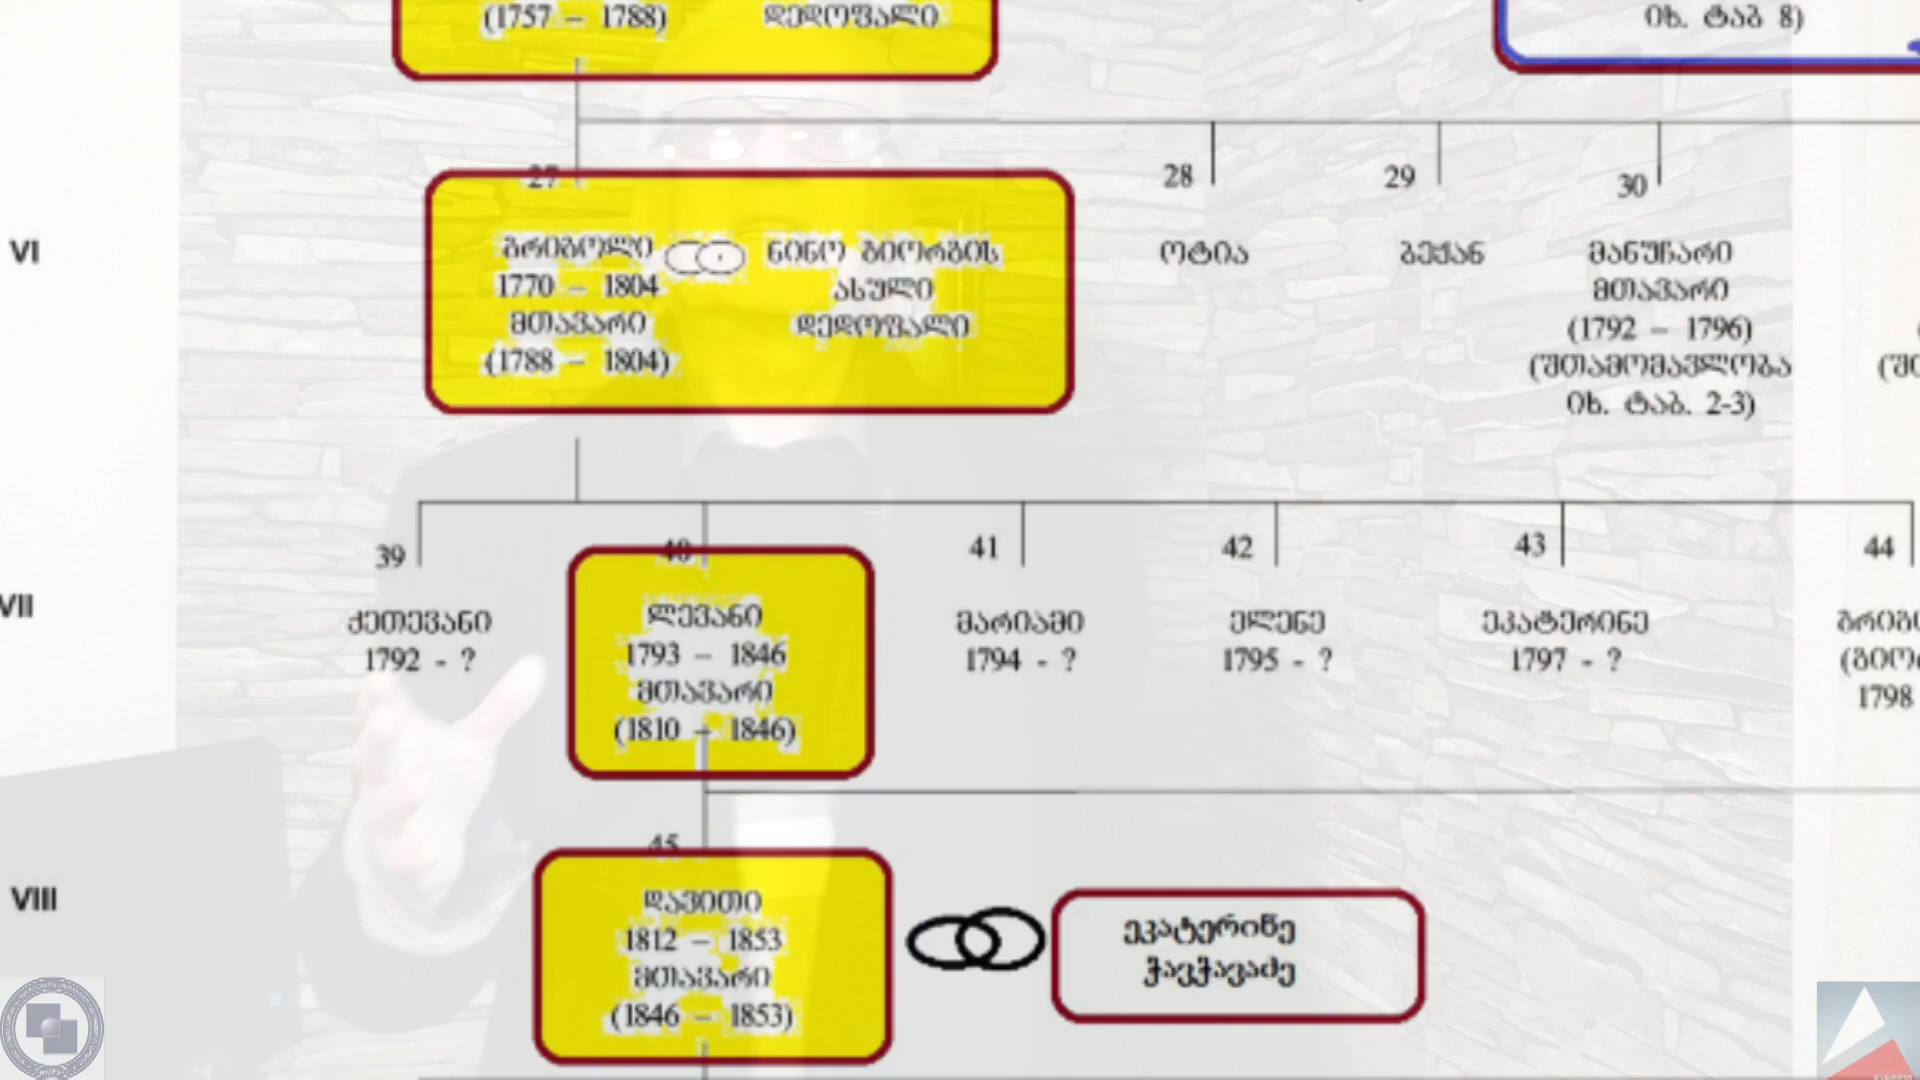 (1757 – 1788) დედოფალი
იხ. ტაბ 8)
27
28
29
30
VI
გრიგოლი
1770 – 1804
მთავარი
(1788 – 1804)
ნინო გიორგის
ასული
დედოფალი
ოტია
ბეჟან
მანუჩარი
მთავარი
(1792 – 1796)
(შთამომავლობა
იხ. ტაბ. 2-3)
39
40
41
42
43
44
VII
ქეთევანი
1792 - ?
ლევანი
1793 – 1846
მთავარი
(1810 – 1846)
მარიამი
1794 - ?
ელენე
1795 - ?
ეკატერინე
1797 - ?
1798
45
VIII
დავითი
1812 – 1853
მთავარი
(1846 – 1853)
ეკატერინე
ჭავჭავაძე